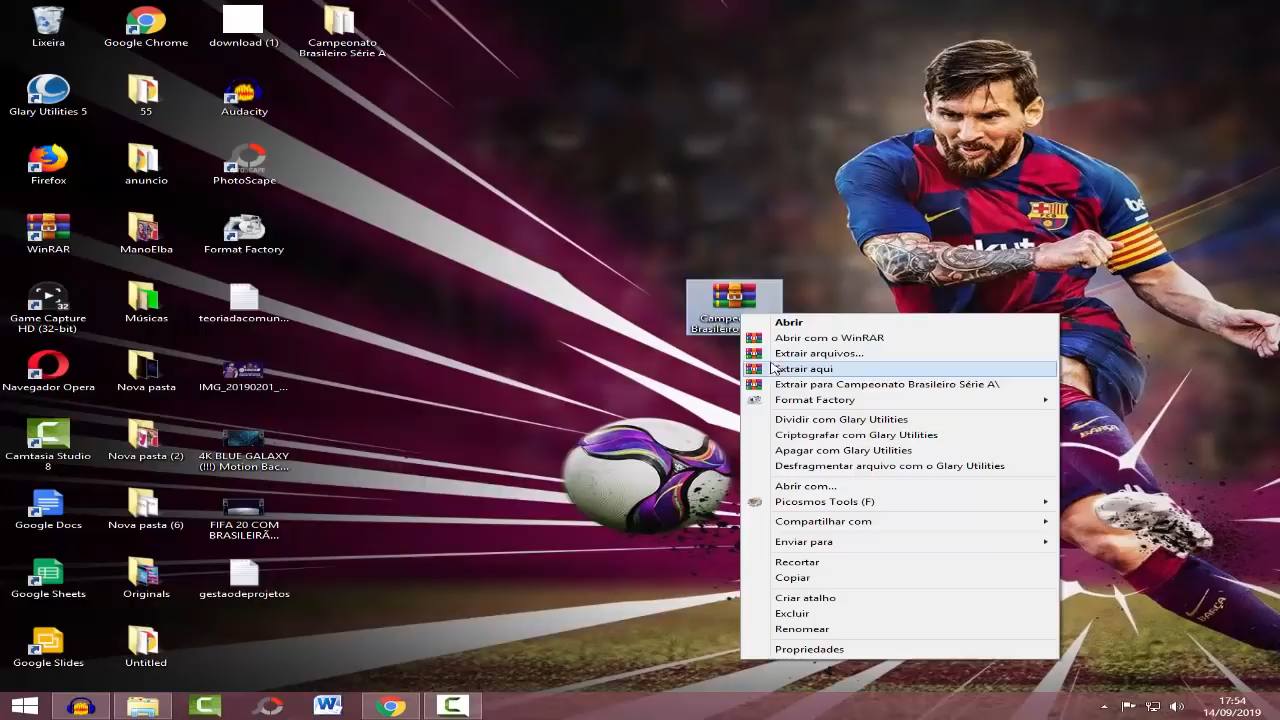 Lixeira
Google Chrome
download (1)
Campeonato
Brasileiro Série A
Glary Utilities 5
55
Audacity
Firefox
anuncio
PhotoScape
WinRAR
ManoElba
Format Factory
Game Capture
HD (32-bit)
32
Músicas
teoriadacomun...
Navegador Opera
Nova pasta
IMG_20190201_...
Camtasia Studio
8
Nova pasta (2)
4K BLUE GALAXY
(!!!) Motion Bac...
Google Docs
Nova pasta (6)
FIFA 20 COM
BRASILEIRÃ...
Google Sheets
Originals
gestaodeprojetos
Google Slides
Untitled
Abrir
Abrir com o WinRAR
Extrair arquivos...
Extrair aqui
Extrair para Campeonato Brasileiro Série A\
Format Factory
Dividir com Glary Utilities
Criptografar com Glary Utilities
Apagar com Glary Utilities
Desfragmentar arquivo com o Glary Utilities
Abrir com...
Picosmos Tools (F)
Compartilhar com
Enviar para
Recortar
Copiar
Criar atalho
Excluir
Renomear
Propriedades
FCB
BARÇA
17:54
14/09/2019